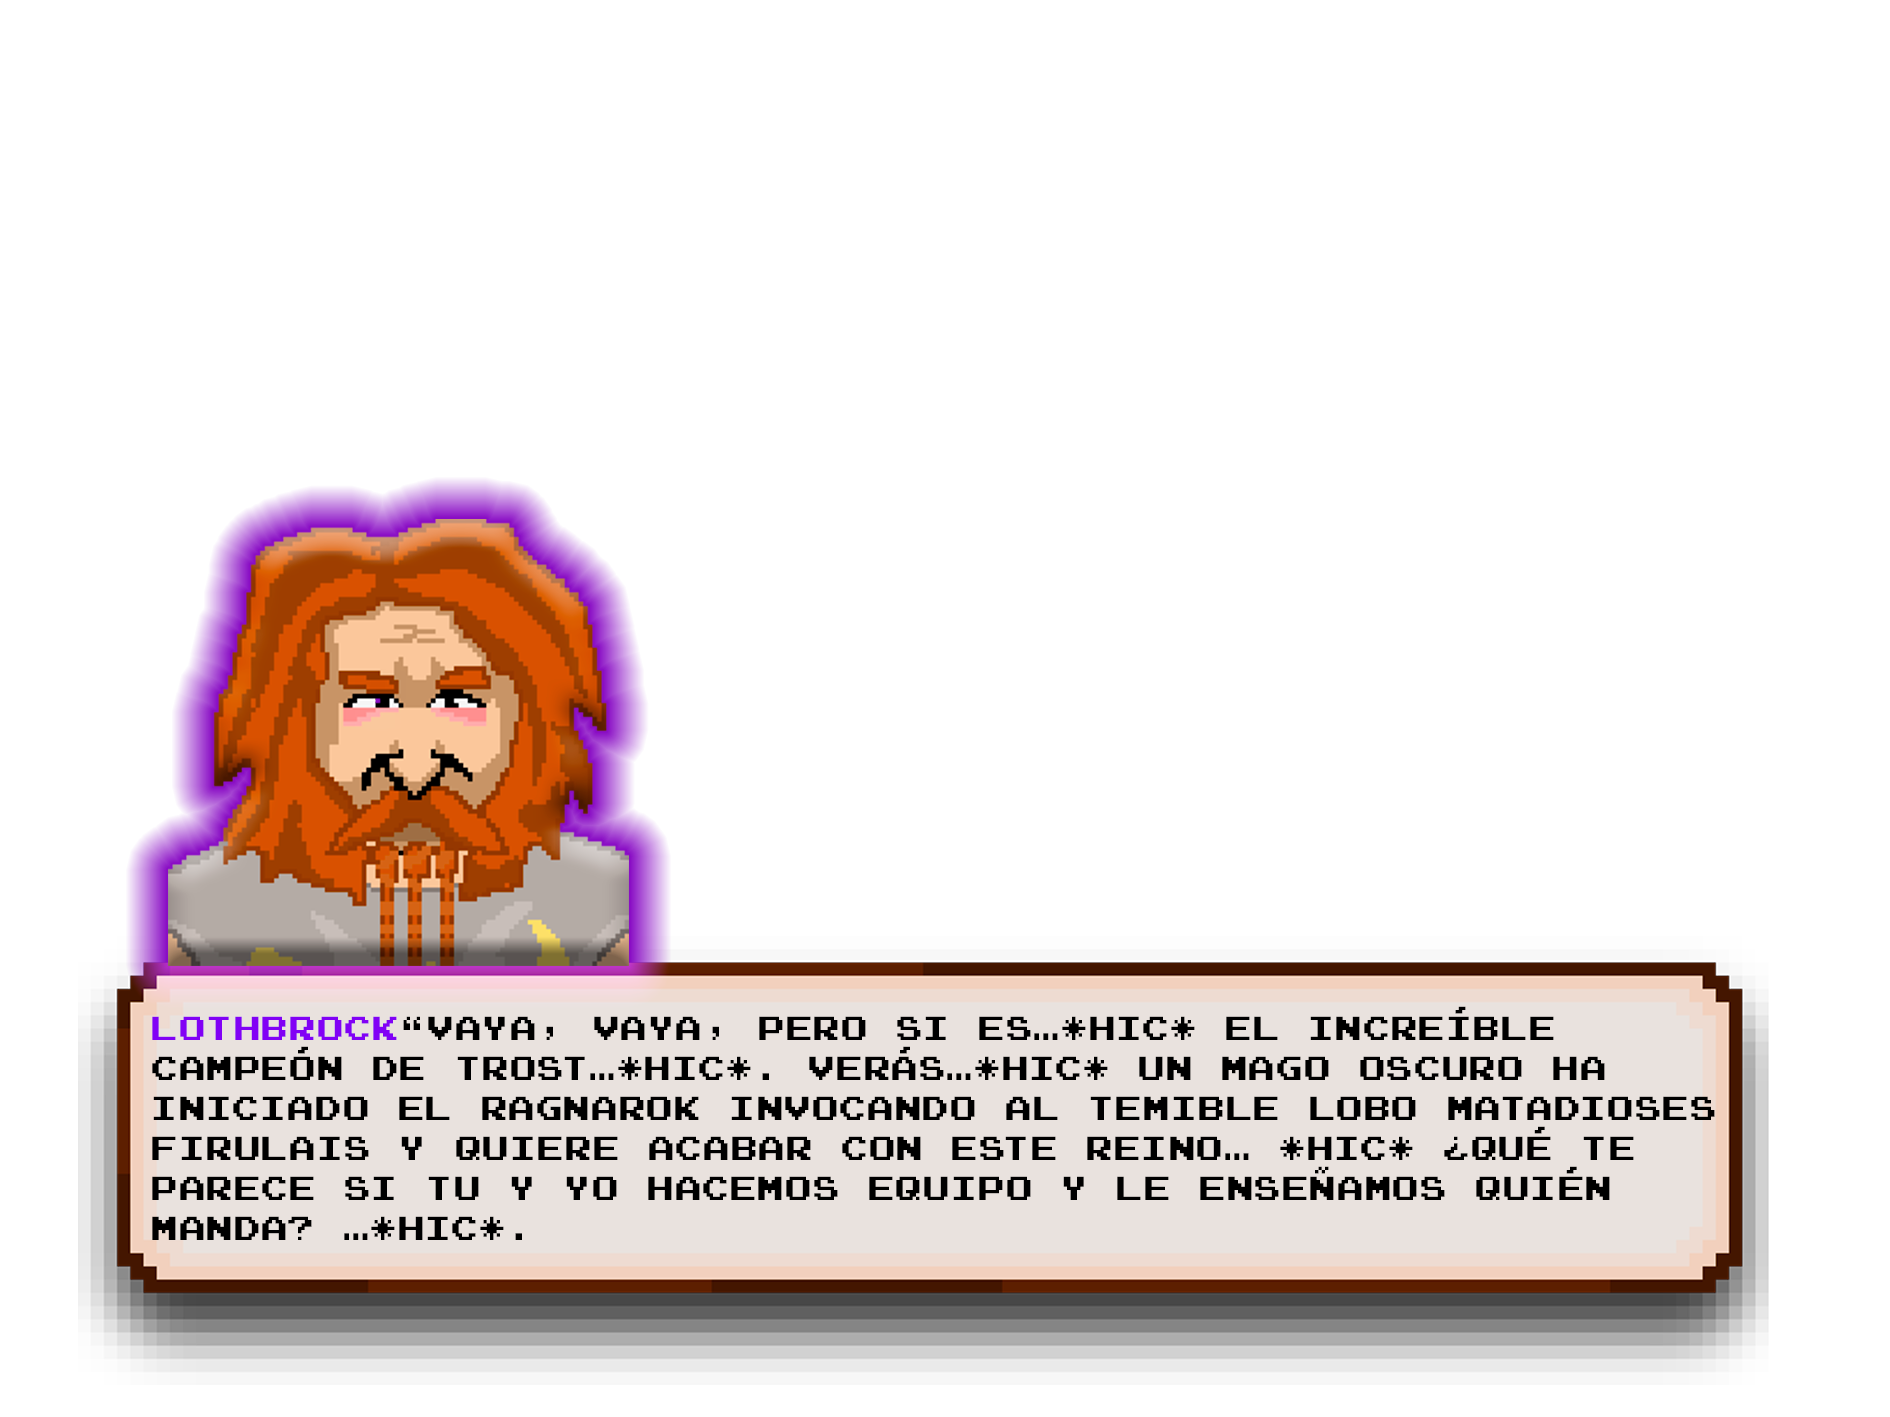 LOTHBROCK“VAYA, VAYA, PERO SI ES…*HIC* EL INCREÍBLE
CAMPEÓN DE TROST…*HIC*. VERÁS…*HIC* UN MAGO OSCURO HA
INICIADO EL RAGNAROK INVOCANDO AL TEMIBLE LOBO MATADIOSES
FIRULAIS Y QUIERE ACABAR CON ESTE REINO… *HIC* ¿QUÉ TE
PARECE SI TU Y YO HACEMOS EQUIPO Y LE ENSEÑAMOS QUIÉN
MANDA? …*HIC*.